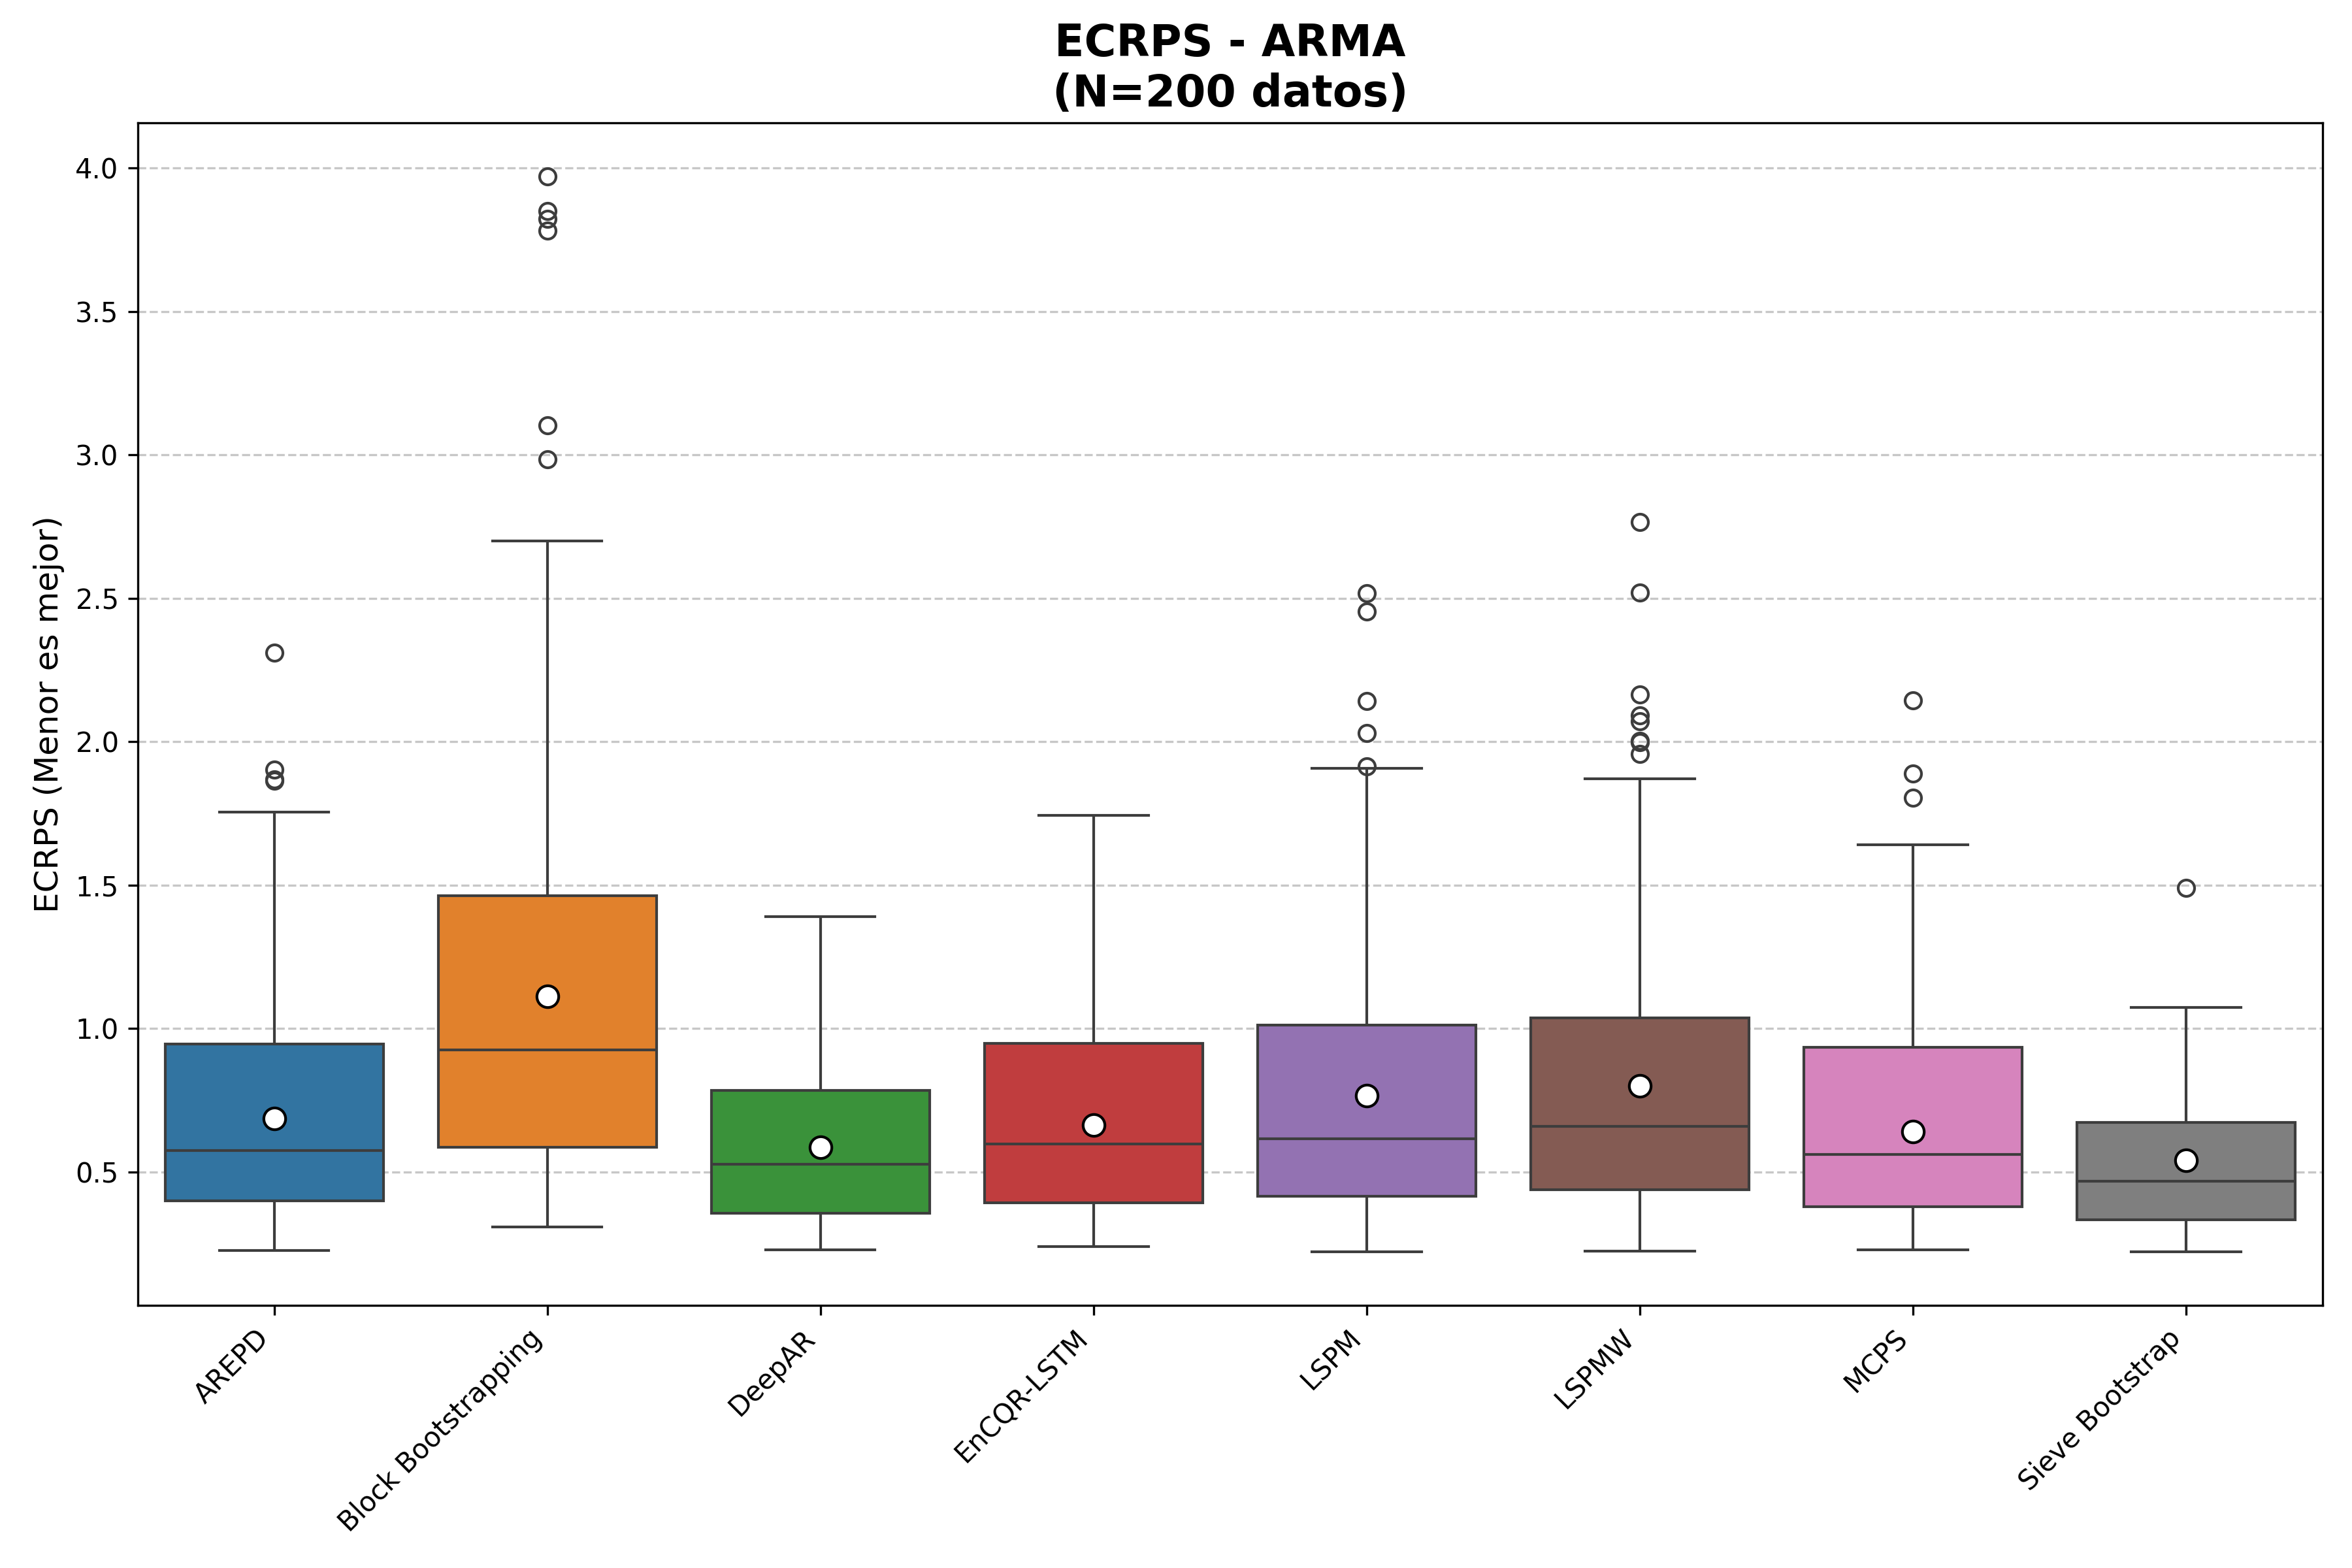 ECRPS - ARMA
(N=200 datos)
ECRPS (Menor es mejor)
4.0
3.5
3.0
2.5
2.0
1.5
1.0
0.5
AREPD
Block Bootstrapping
DeepAR
EnCQR-LSTM
LSPM
LSPMW
MCPS
Sieve Bootstrap